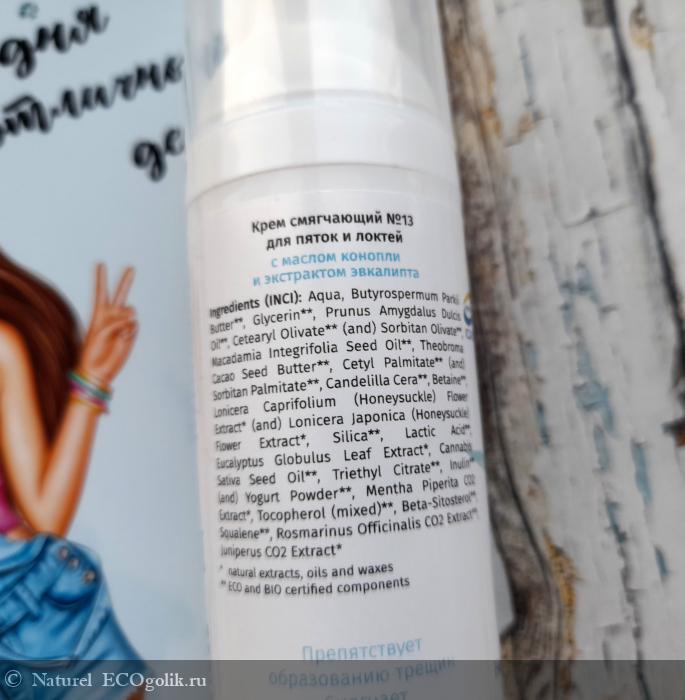 дня
отличн
де
Крем смягчающий №13
для пяток и локтей
с маслом конопли
и экстрактом эвкалипта
Ingredients (INCI): Aqua, Butyrospermum Parkii
Butter**, Glycerin**, Prunus Amygdalus Dulcis
Oil**, Cetearyl Olivate** (and) Sorbitan Olivate**,
Macadamia Integrifolia Seed Oil**, Theobroma
Cacao Seed Butter**, Cetyl Palmitate** (and)
Sorbitan Palmitate**, Candelilla Cera**, Betaine**,
Lonicera Caprifolium (Honeysuckle) Flower
Extract* (and) Lonicera Japonica (Honeysuckle)
Flower Extract*, Silica**, Lactic Acid**,
Eucalyptus Globulus Leaf Extract*, Cannabis
Sativa Seed Oil**, Triethyl Citrate**, Inulin**
(and) Yogurt Powder**, Mentha Piperita CO2
Extract*, Tocopherol (mixed)**, Beta-Sitosterol**,
Squalene**, Rosmarinus Officinalis CO2 Extract**,
Juniperus CO2 Extract*
* natural extracts, oils and waxes
** ECO and BIO certified components
Препятствует
образованию трещин
© Naturel ECOgolik.ru